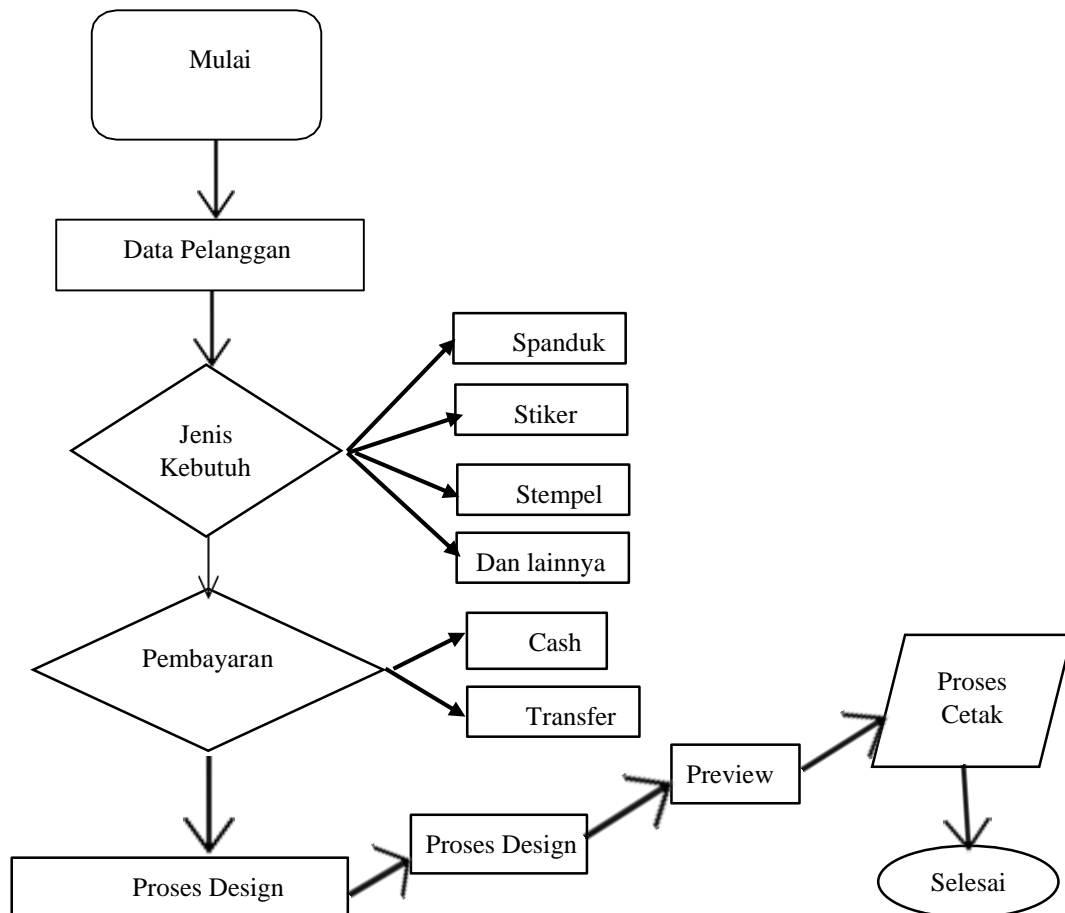 Mulai
Data Pelanggan
Spanduk
Stiker
Jenis
Kebutuh
Stempel
Dan lainnya
Pembayaran
Cash
Transfer
Proses
Cetak
Preview
Proses Design
Proses Design
Selesai